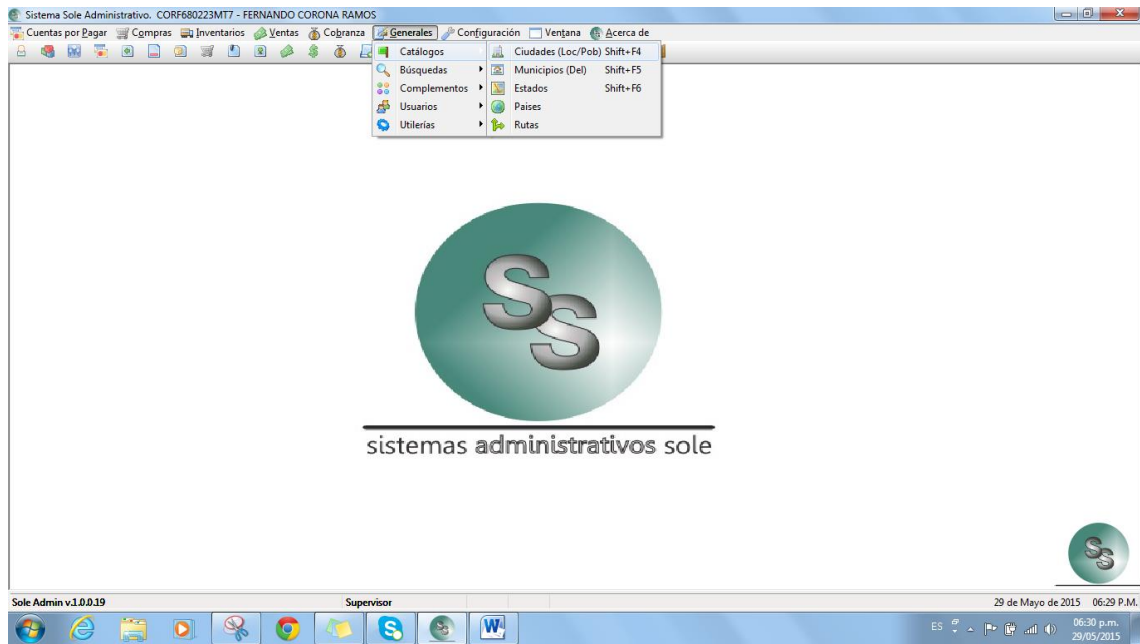 Sistema Sole Administrativo. CORF680223MT7 - FERNANDO CORONA RAMOS
Cuentas por Pagar Compras Inventarios Ventas Cobranza Generales Configuración Ventana Acerca de
Catálogos Ciudades (Loc/Pob) Shift+F4
Búsquedas Municipios (Del) Shift+F5
Complementos Estados Shift+F6
Usuarios Paises
Utilerías Rutas
SS
sistemas administrativos sole
SS
Sole Admin v.1.0.0.19 Supervisor 29 de Mayo de 2015 06:29 P.M.
ES 06:30 p.m.
29/05/2015